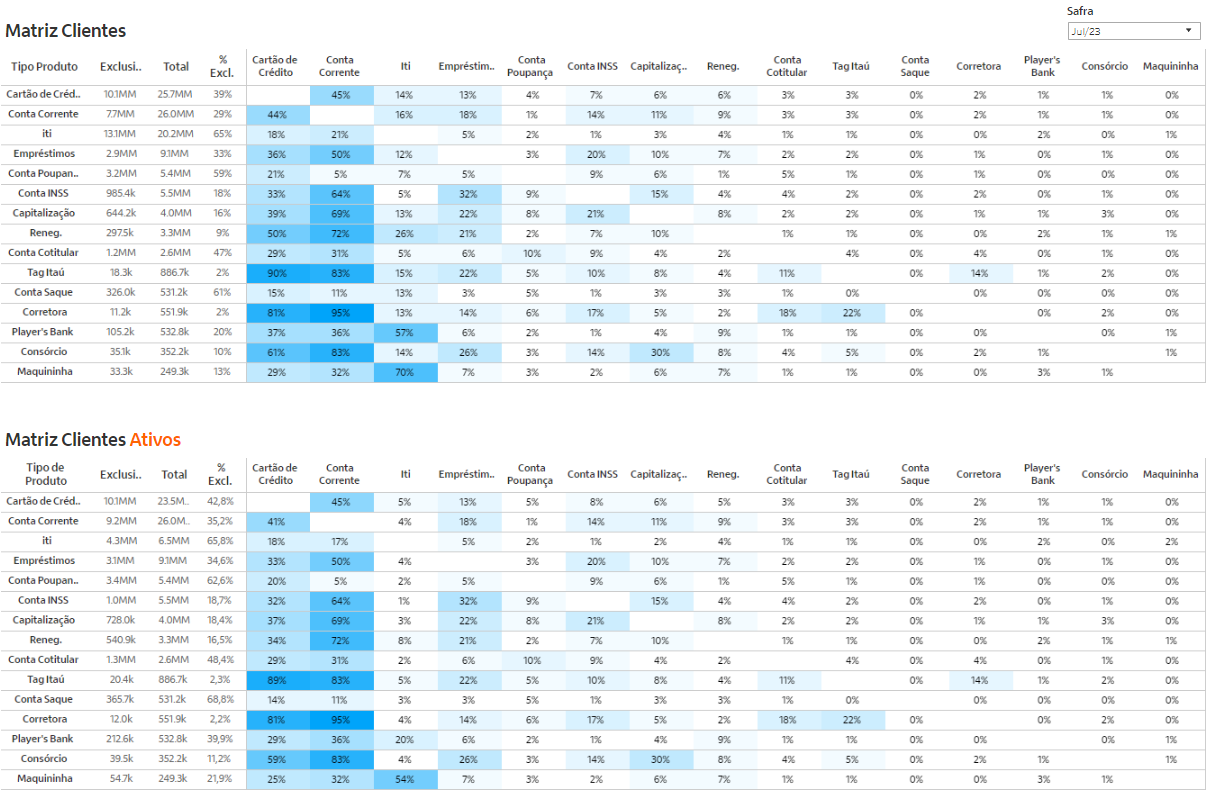 Safra
Matriz Clientes
Jul/23
Tipo Produto Exclusi.. Total % Excl. Cartão de Crédito Conta Corrente Iti Empréstim.. Conta Poupança Conta INSS Capitalizaç.. Reneg. Conta Cotitular Tag Itaú Conta Saque Corretora Player's Bank Consórcio Maquininha
Cartão de Créd.. 10.1MM 25.7MM 39% 45% 14% 13% 4% 7% 6% 6% 3% 3% 0% 2% 1% 1% 0%
Conta Corrente 7.7MM 26.0MM 29% 44% 16% 18% 1% 14% 11% 9% 3% 3% 0% 2% 1% 1% 0%
iti 13.1MM 20.2MM 65% 18% 21% 5% 2% 1% 3% 4% 1% 1% 0% 0% 2% 0% 1%
Empréstimos 2.9MM 9.1MM 33% 36% 50% 12% 3% 20% 10% 7% 2% 2% 0% 1% 0% 1% 0%
Conta Poupan.. 3.2MM 5.4MM 59% 21% 5% 7% 5% 9% 6% 1% 5% 1% 0% 1% 0% 0% 0%
Conta INSS 985.4k 5.5MM 18% 33% 64% 5% 32% 9% 15% 4% 4% 2% 0% 2% 0% 1% 0%
Capitalização 644.2k 4.0MM 16% 39% 69% 13% 22% 8% 21% 8% 2% 2% 0% 1% 1% 3% 0%
Reneg. 297.5k 3.3MM 9% 50% 72% 26% 21% 2% 7% 10% 1% 1% 0% 0% 2% 1% 1%
Conta Cotitular 1.2MM 2.6MM 47% 29% 31% 5% 6% 10% 9% 4% 2% 4% 0% 4% 0% 1% 0%
Tag Itaú 18.3k 886.7k 2% 90% 83% 15% 22% 5% 10% 8% 4% 11% 0% 14% 1% 2% 0%
Conta Saque 326.0k 531.2k 61% 15% 11% 13% 3% 5% 1% 3% 3% 1% 0% 0% 0% 0% 0%
Corretora 11.2k 551.9k 2% 81% 95% 13% 14% 6% 17% 5% 2% 18% 22% 0% 0% 2% 0%
Player's Bank 105.2k 532.8k 20% 37% 36% 57% 6% 2% 1% 4% 9% 1% 1% 0% 0% 0% 1%
Consórcio 35.1k 352.2k 10% 61% 83% 14% 26% 3% 14% 30% 8% 4% 5% 0% 2% 1% 1%
Maquininha 33.3k 249.3k 13% 29% 32% 70% 7% 3% 2% 6% 7% 1% 1% 0% 0% 3% 1%
Matriz Clientes Ativos
Tipo de Produto Exclusi.. Total % Excl. Cartão de Crédito Conta Corrente Iti Empréstim.. Conta Poupança Conta INSS Capitalizaç.. Reneg. Conta Cotitular Tag Itaú Conta Saque Corretora Player's Bank Consórcio Maquininha
Cartão de Créd.. 10.1MM 23.5M.. 42,8% 45% 5% 13% 5% 8% 6% 5% 3% 3% 0% 2% 1% 1% 0%
Conta Corrente 9.2MM 26.0M.. 35,2% 41% 4% 18% 1% 14% 11% 9% 3% 3% 0% 2% 1% 1% 0%
iti 4.3MM 6.5MM 65,8% 18% 17% 5% 2% 1% 2% 4% 1% 1% 0% 0% 2% 0% 2%
Empréstimos 3.1MM 9.1MM 34,6% 33% 50% 4% 3% 20% 10% 7% 2% 2% 0% 1% 0% 1% 0%
Conta Poupan.. 3.4MM 5.4MM 62,6% 20% 5% 2% 5% 9% 6% 1% 5% 1% 0% 1% 0% 0% 0%
Conta INSS 1.0MM 5.5MM 18,7% 32% 64% 1% 32% 9% 15% 4% 4% 2% 0% 2% 0% 1% 0%
Capitalização 728.0k 4.0MM 18,4% 37% 69% 3% 22% 8% 21% 8% 2% 2% 0% 1% 1% 3% 0%
Reneg. 540.9k 3.3MM 16,5% 34% 72% 8% 21% 2% 7% 10% 1% 1% 0% 0% 2% 1% 1%
Conta Cotitular 1.3MM 2.6MM 48,4% 29% 31% 2% 6% 10% 9% 4% 2% 4% 0% 4% 0% 1% 0%
Tag Itaú 20.4k 886.7k 2,3% 89% 83% 5% 22% 5% 10% 8% 4% 11% 0% 14% 1% 2% 0%
Conta Saque 365.7k 531.2k 68,8% 14% 11% 3% 3% 5% 1% 3% 3% 1% 0% 0% 0% 0% 0%
Corretora 12.0k 551.9k 2,2% 81% 95% 4% 14% 6% 17% 5% 2% 18% 22% 0% 0% 2% 0%
Player's Bank 212.6k 532.8k 39,9% 29% 36% 20% 6% 2% 1% 4% 9% 1% 1% 0% 0% 0% 1%
Consórcio 39.5k 352.2k 11,2% 59% 83% 4% 26% 3% 14% 30% 8% 4% 5% 0% 2% 1% 1%
Maquininha 54.7k 249.3k 21,9% 25% 32% 54% 7% 3% 2% 6% 7% 1% 1% 0% 0% 3% 1%